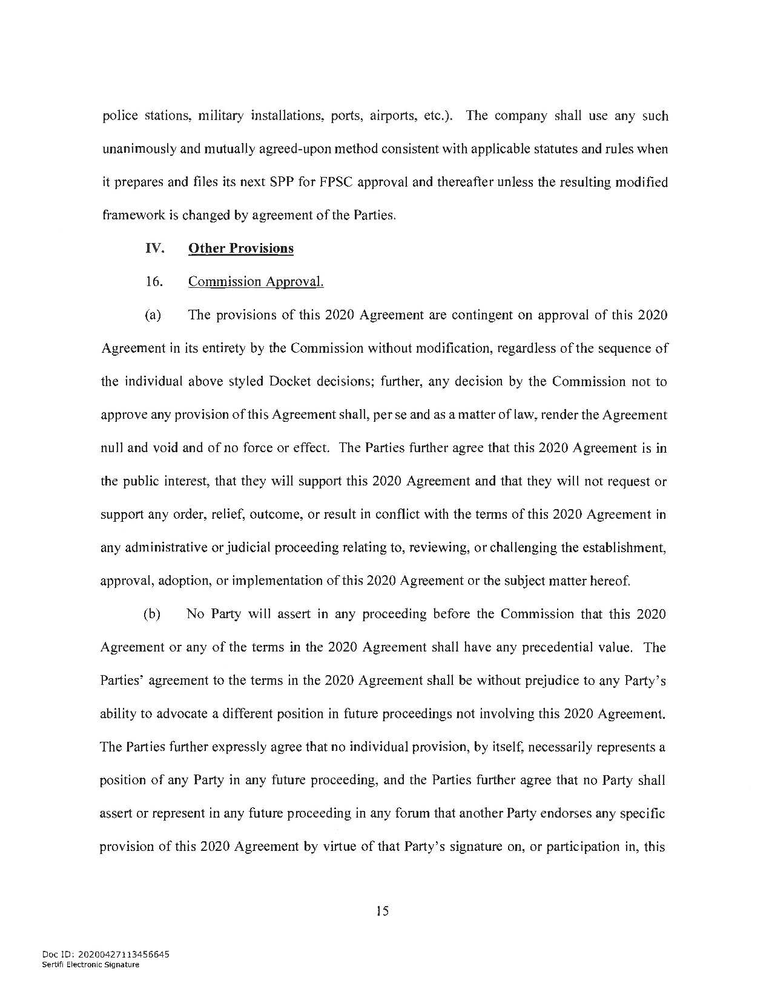 police stations, military installations, ports, airports, etc.). The company shall use any such
unanimously and mutually agreed-upon method consistent with applicable statutes and rules when
it prepares and files its next SPP for FPSC approval and thereafter unless the resulting modified
framework is changed by agreement of the Parties.
IV. Other Provisions
16. Commission Approval.
(a) The provisions of this 2020 Agreement are contingent on approval of this 2020
Agreement in its entirety by the Commission without modification, regardless of the sequence of
the individual above styled Docket decisions; further, any decision by the Commission not to
approve any provision of this Agreement shall, per se and as a matter of law, render the Agreement
null and void and of no force or effect. The Parties further agree that this 2020 Agreement is in
the public interest, that they will support this 2020 Agreement and that they will not request or
support any order, relief, outcome, or result in conflict with the terms of this 2020 Agreement in
any administrative or judicial proceeding relating to, reviewing, or challenging the establishment,
approval, adoption, or implementation of this 2020 Agreement or the subject matter hereof.
(b) No Party will assert in any proceeding before the Commission that this 2020
Agreement or any of the terms in the 2020 Agreement shall have any precedential value. The
Parties' agreement to the terms in the 2020 Agreement shall be without prejudice to any Party's
ability to advocate a different position in future proceedings not involving this 2020 Agreement.
The Parties further expressly agree that no individual provision, by itself, necessarily represents a
position of any Party in any future proceeding, and the Parties further agree that no Party shall
assert or represent in any future proceeding in any forum that another Party endorses any specific
provision of this 2020 Agreement by virtue of that Party's signature on, or participation in, this
15
Doc ID: 20200427113456645
Sertifi Electronic Signature